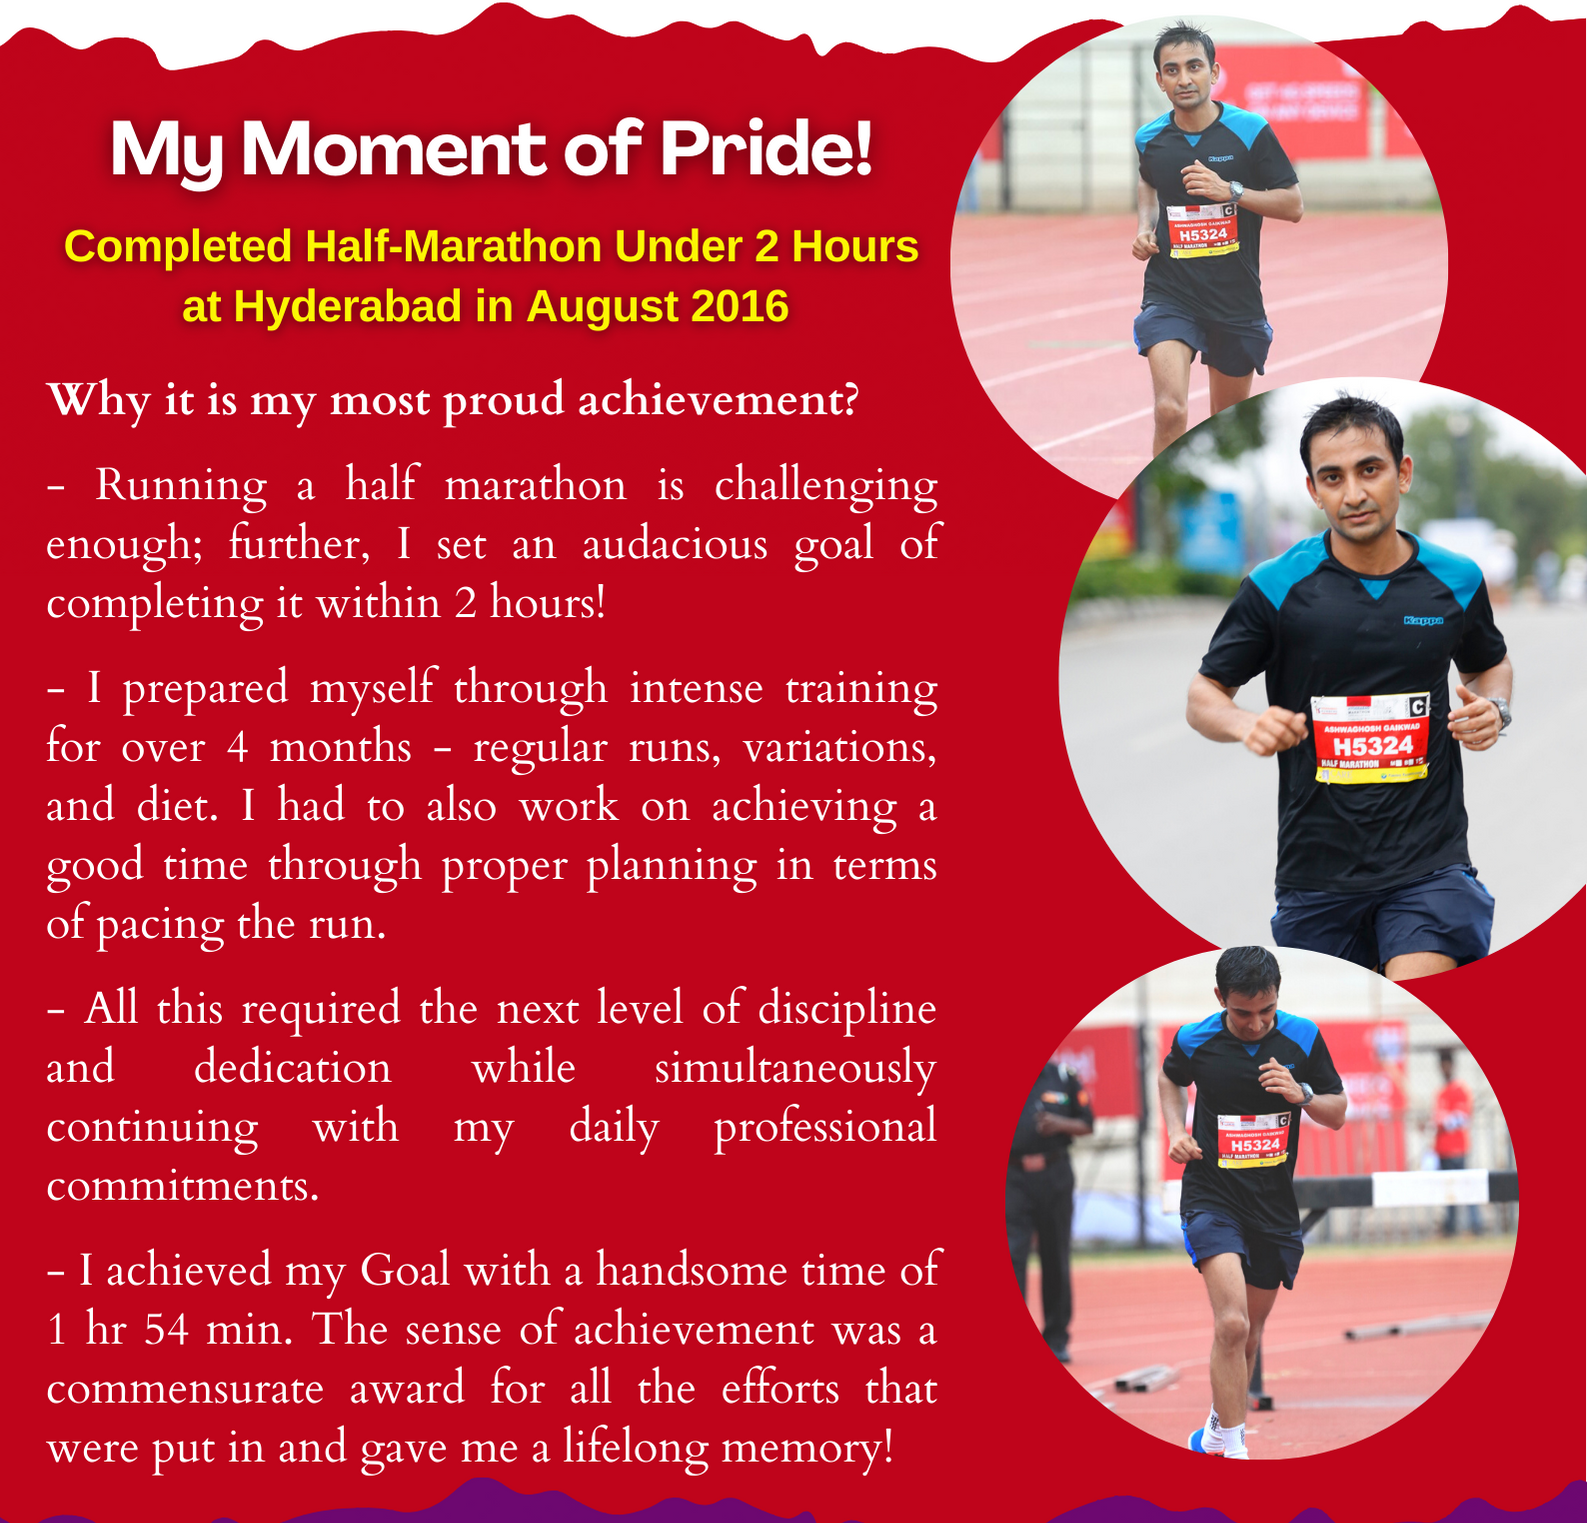 My Moment of Pride!
Completed Half-Marathon Under 2 Hours
at Hyderabad in August 2016
Why it is my most proud achievement?
- Running a half marathon is challenging
enough; further, I set an audacious goal of
completing it within 2 hours!
- I prepared myself through intense training
for over 4 months - regular runs, variations,
and diet. I had to also work on achieving a
good time through proper planning in terms
of pacing the run.
- All this required the next level of discipline
and dedication while simultaneously
continuing with my daily professional
commitments.
- I achieved my Goal with a handsome time of
1 hr 54 min. The sense of achievement was a
commensurate award for all the efforts that
were put in and gave me a lifelong memory!
Kappa
C
ASHWAGHOSH GAIKWAD
H5324
HALF MARATHON
Kappa
C
ASHWAGHOSH GAIKWAD
H5324
HALF MARATHON
C
ASHWAGHOSH GAIKWAD
H5324
HALF MARATHON